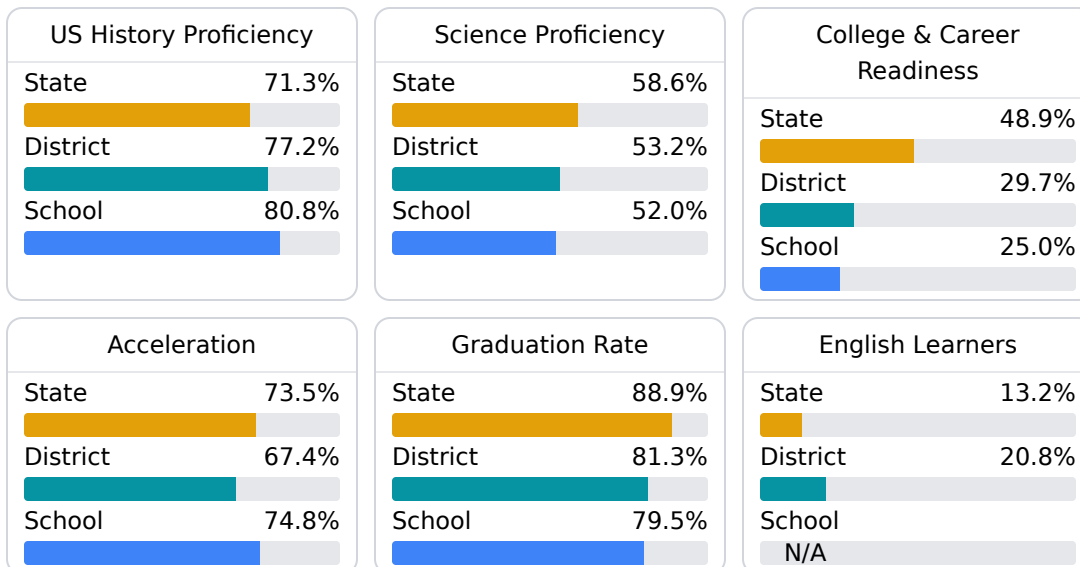 US History Proficiency
State 71.3%
District 77.2%
School 80.8%
Science Proficiency
State 58.6%
District 53.2%
School 52.0%
College & Career
Readiness
State 48.9%
District 29.7%
School 25.0%
Acceleration
State 73.5%
District 67.4%
School 74.8%
Graduation Rate
State 88.9%
District 81.3%
School 79.5%
English Learners
State 13.2%
District 20.8%
School
N/A